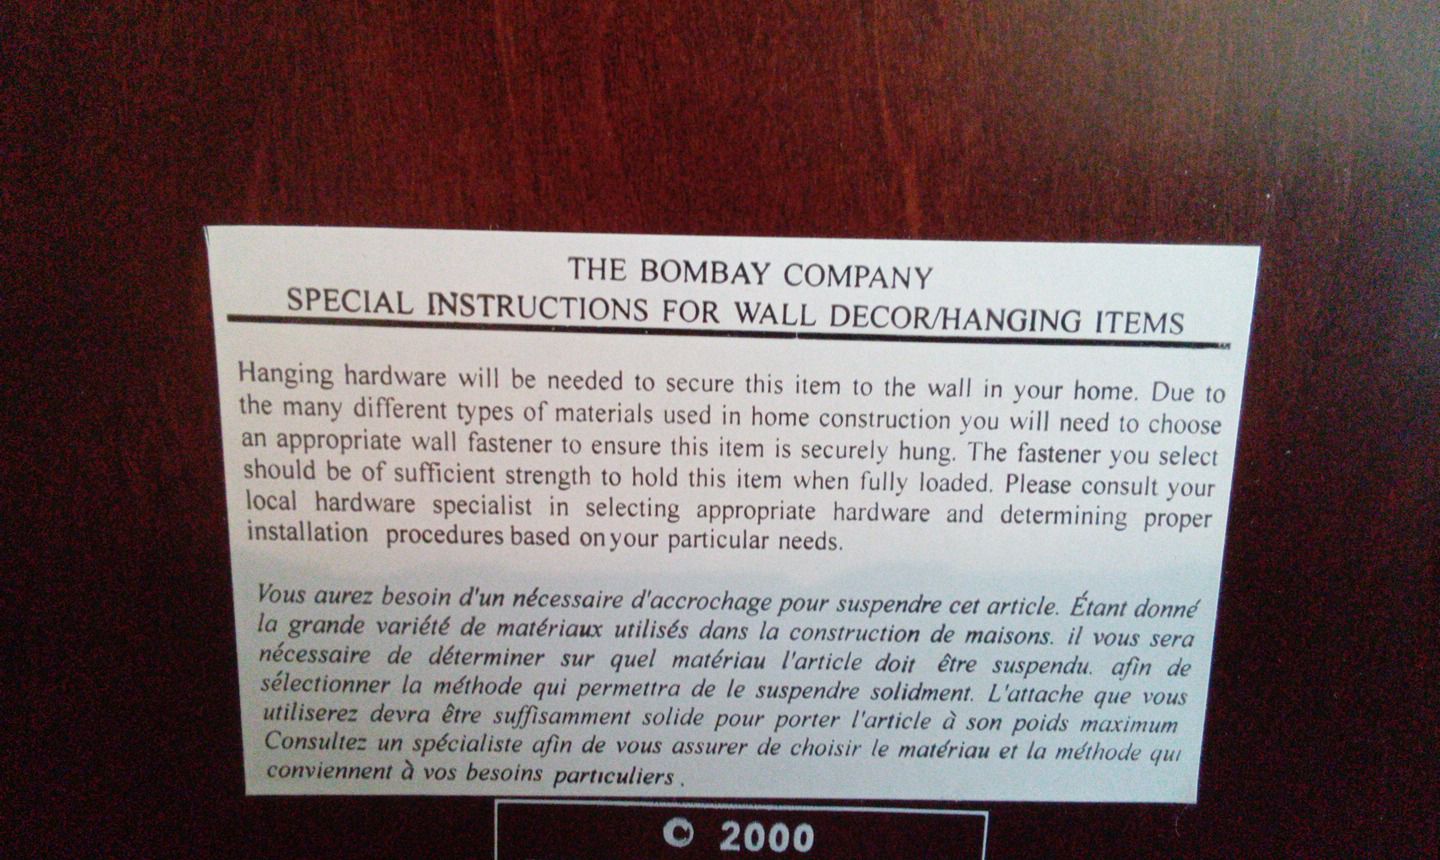 THE BOMBAY COMPANY
SPECIAL INSTRUCTIONS FOR WALL DECOR/HANGING ITEMS
Hanging hardware will be needed to secure this item to the wall in your home. Due to
the many different types of materials used in home construction you will need to choose
an appropriate wall fastener to ensure this item is securely hung. The fastener you select
should be of sufficient strength to hold this item when fully loaded. Please consult your
local hardware specialist in selecting appropriate hardware and determining proper
installation procedures based on your particular needs.
Vous aurez besoin d'un nécessaire d'accrochage pour suspendre cet article. Étant donné
la grande variété de matériaux utilisés dans la construction de maisons. il vous sera
nécessaire de déterminer sur quel matériau l'article doit être suspendu. afin de
sélectionner la méthode qui permettra de le suspendre solidment. L'attache que vous
utiliserez devra être suffisamment solide pour porter l'article à son poids maximum
Consultez un spécialiste afin de vous assurer de choisir le matériau et la méthode qui
conviennent à vos besoins particuliers.
© 2000